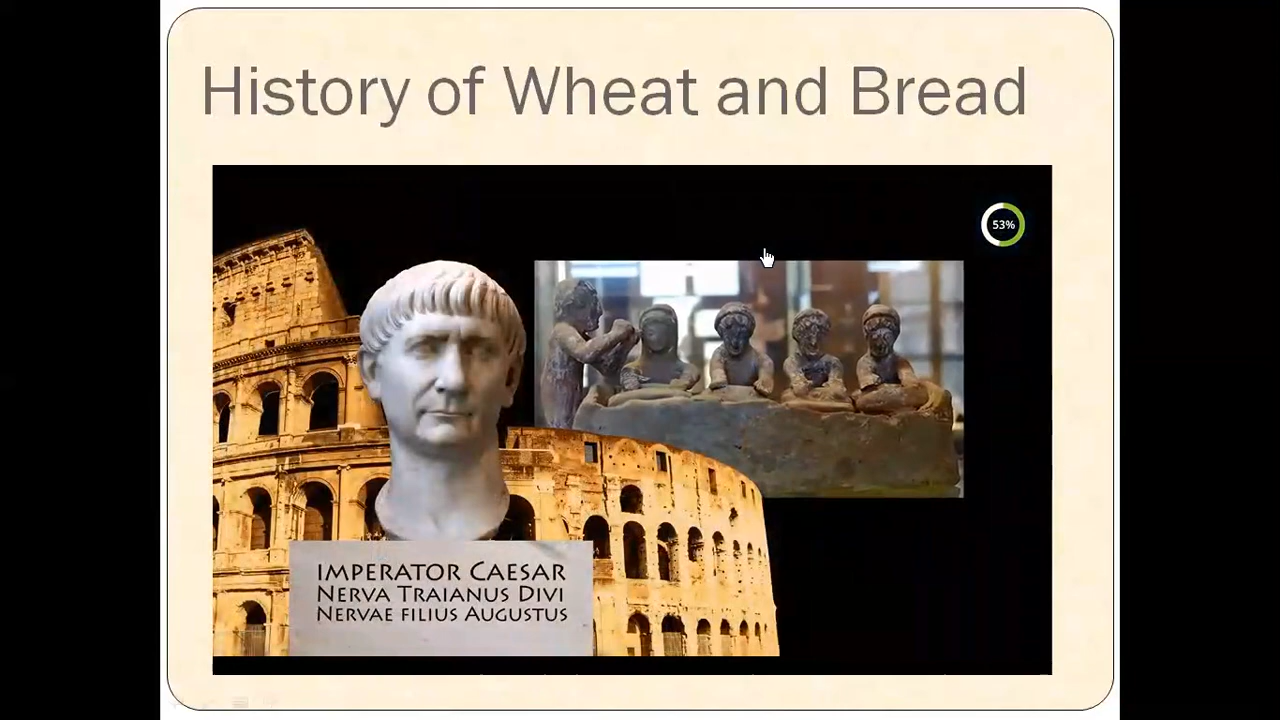 History of Wheat and Bread
53%
IMPERATOR CAESAR
NERVA TRAIANUS DIVI
NERVAE FILIUS AUGUSTUS